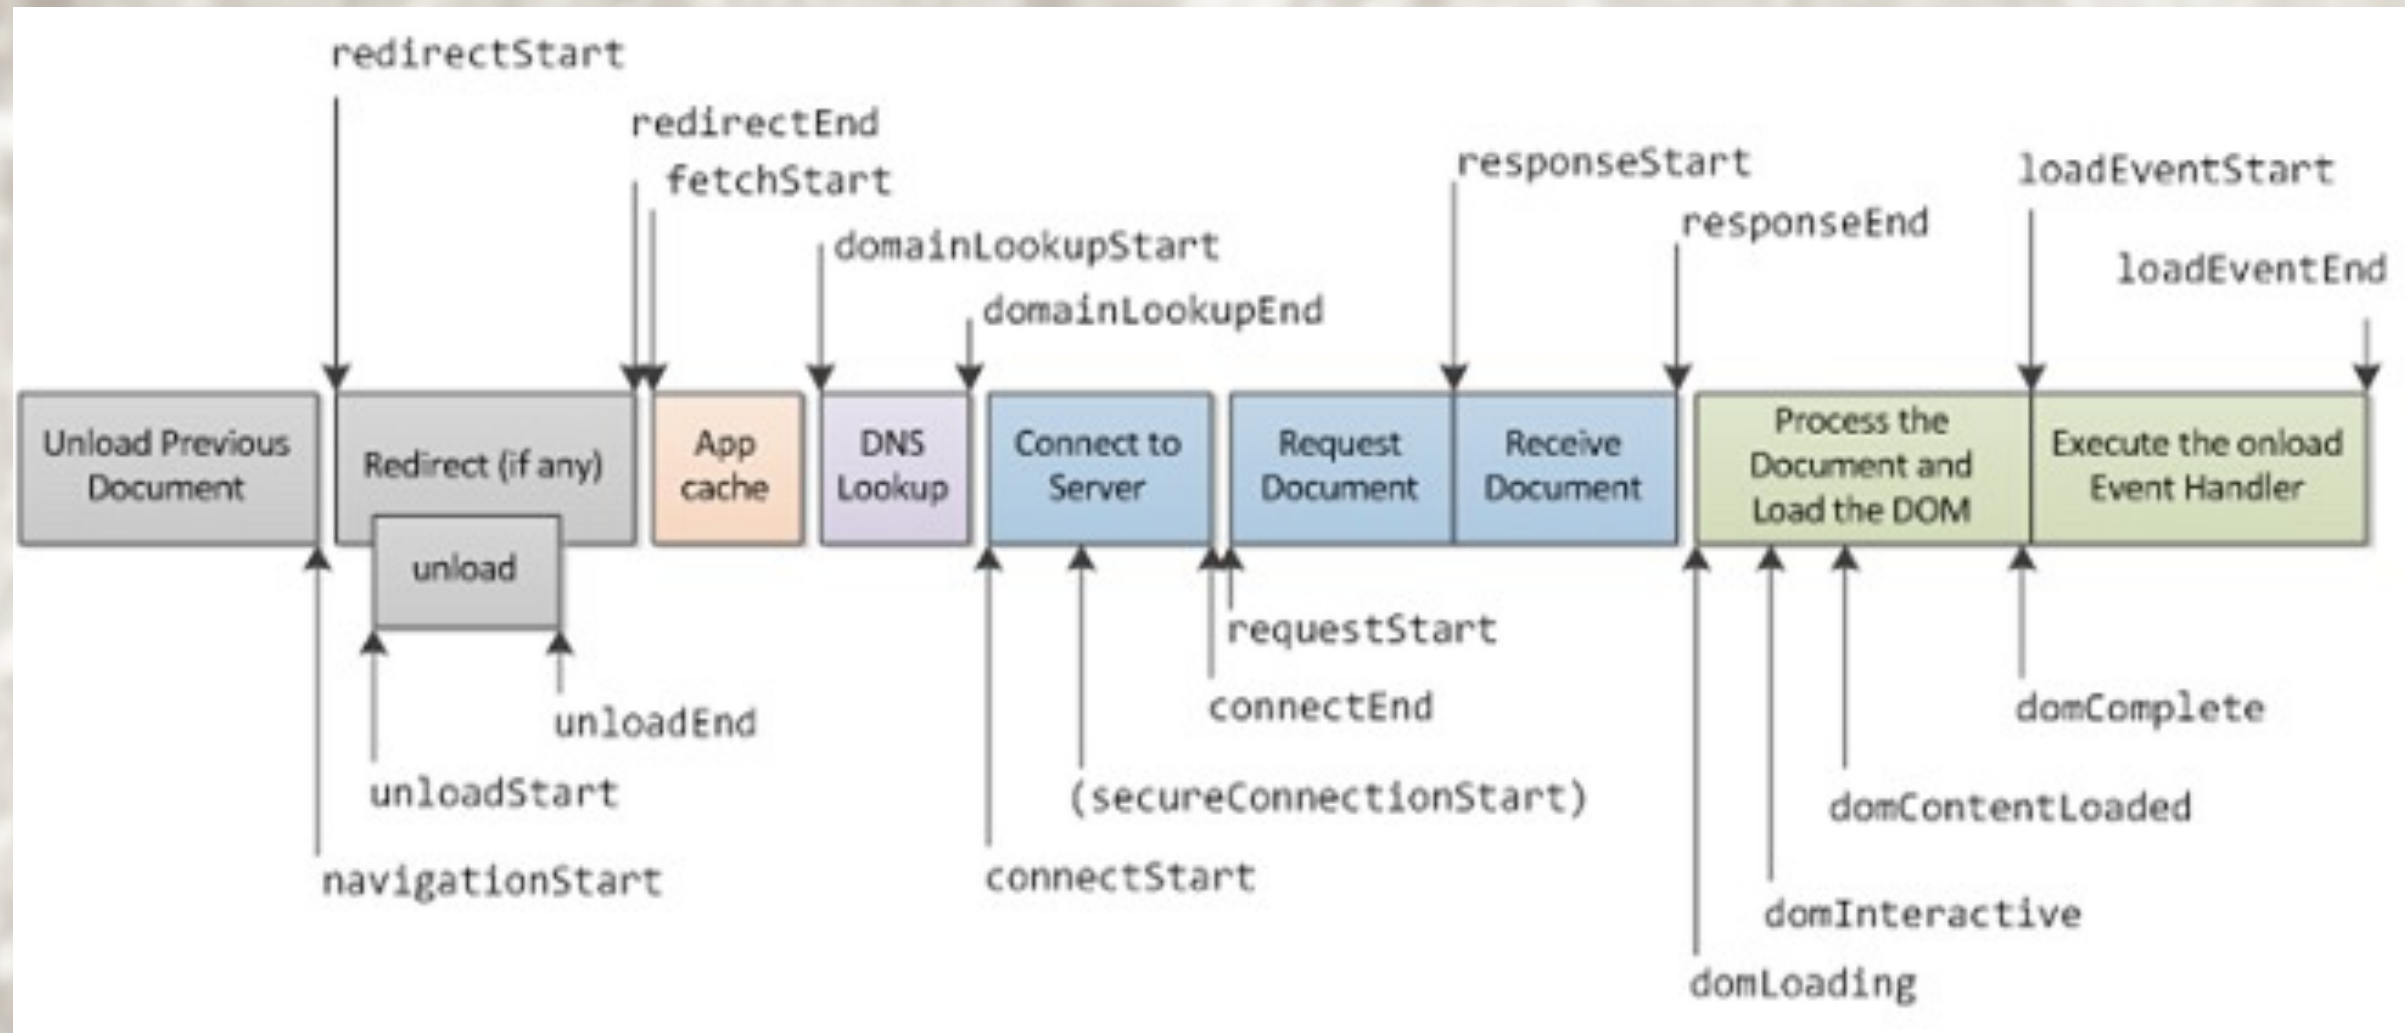 redirectStart
redirectEnd
fetchStart
domainLookupStart
domainLookupEnd
responseStart
responseEnd
loadEventStart
loadEventEnd
Unload Previous
Document
Redirect (if any)
unload
App
cache
DNS
Lookup
Connect to
Server
Request
Document
Receive
Document
Process the
Document and
Load the DOM
Execute the onload
Event Handler
requestStart
connectEnd
unloadEnd
unloadStart
navigationStart
(secureConnectionStart)
connectStart
domComplete
domContentLoaded
domInteractive
domLoading